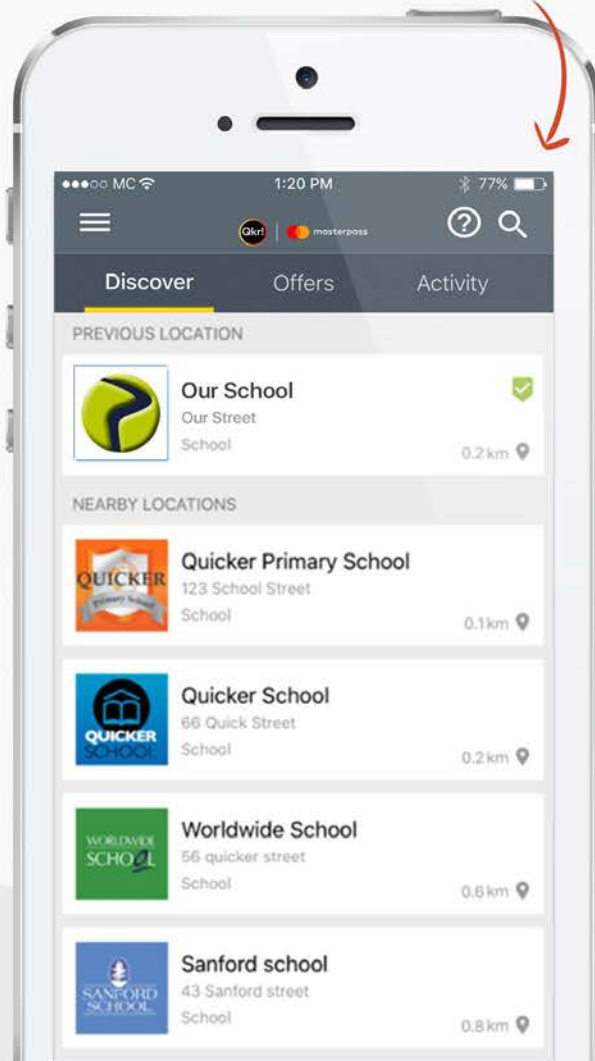 MC
1:20 PM
77%
Qkr!
masterpass
Discover
Offers
Activity
PREVIOUS LOCATION
Our School
Our Street
School
0.2 km
NEARBY LOCATIONS
QUICKER
Primary School
Quicker Primary School
123 School Street
School
0.1km
QUICKER
SCHOOL
Quicker School
66 Quick Street
School
0.2 km
WORLDWIDE
SCHOOL
Worldwide School
56 quicker street
School
0.6 km
SANFORD
SCHOOL
Sanford school
43 Sanford street
School
0.8 km